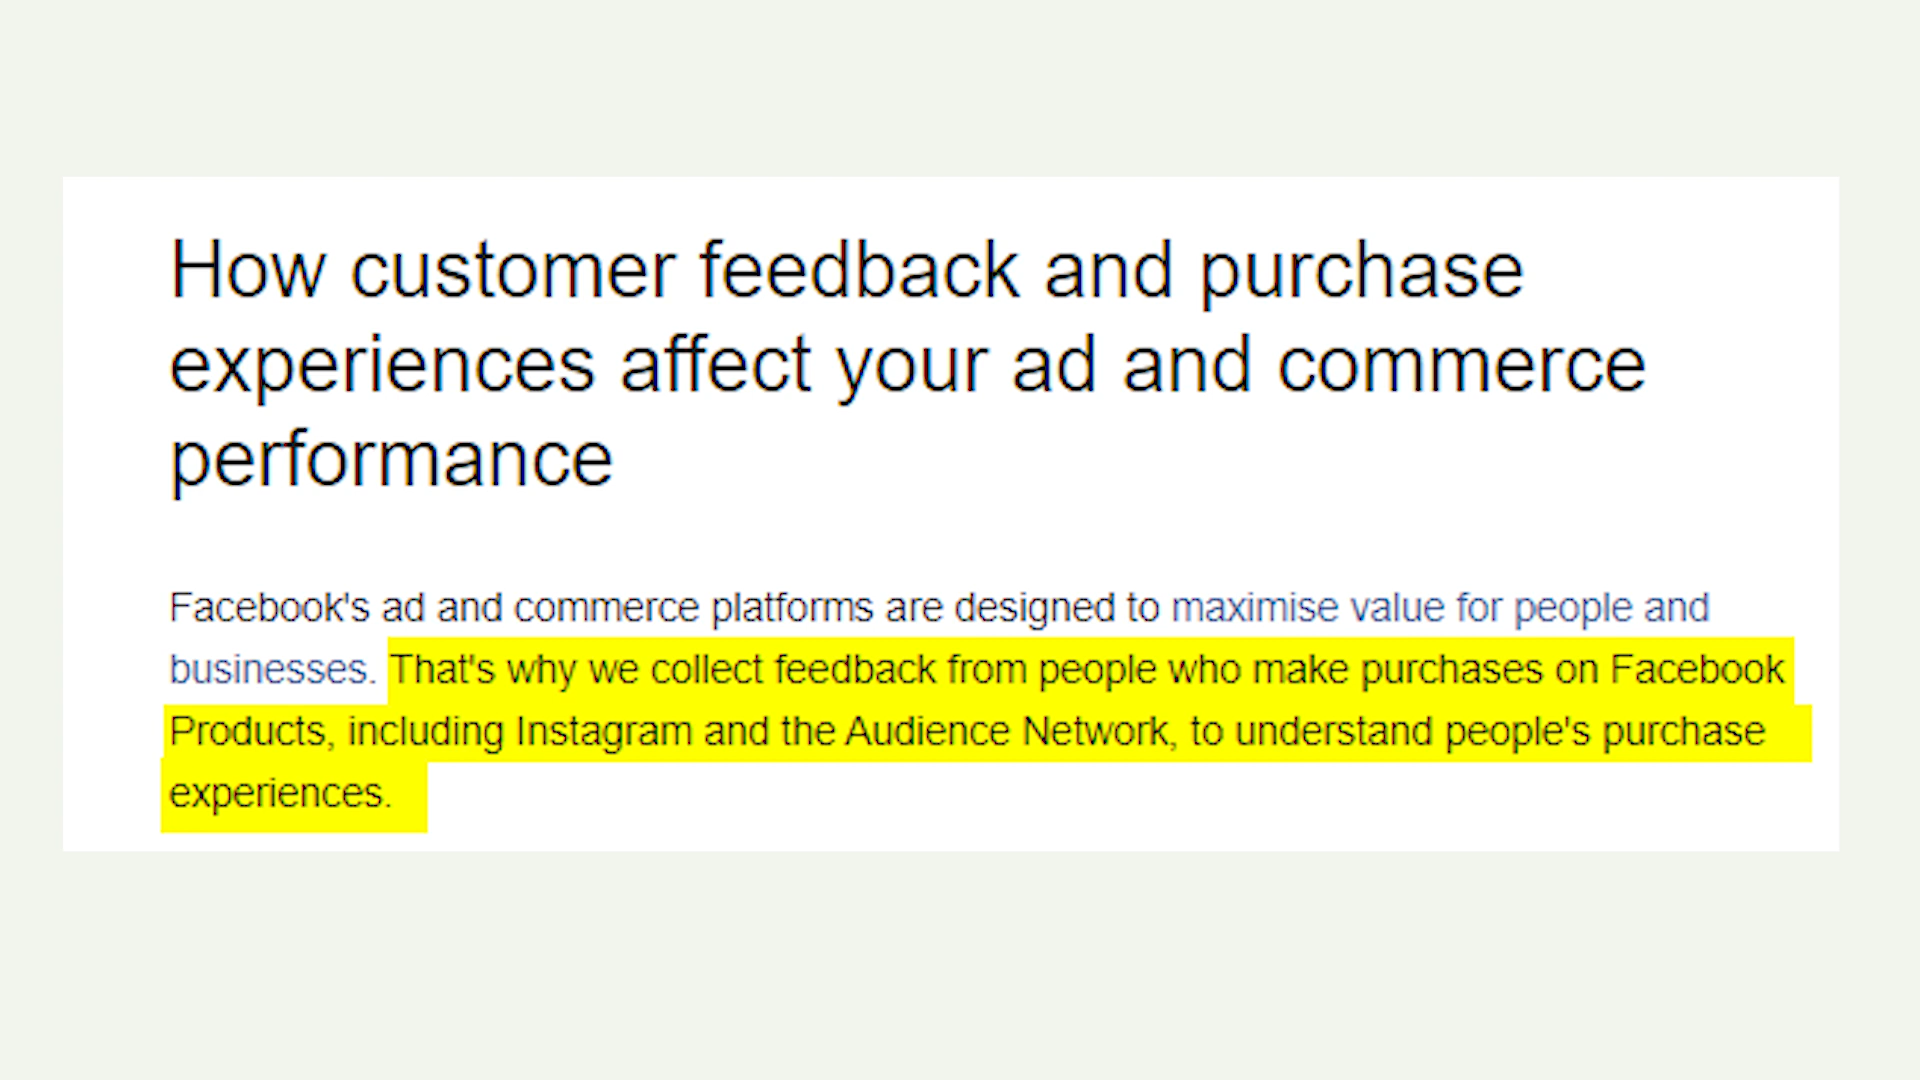 How customer feedback and purchase
experiences affect your ad and commerce
performance
Facebook's ad and commerce platforms are designed to maximise value for people and
businesses. That's why we collect feedback from people who make purchases on Facebook
Products, including Instagram and the Audience Network, to understand people's purchase
experiences.